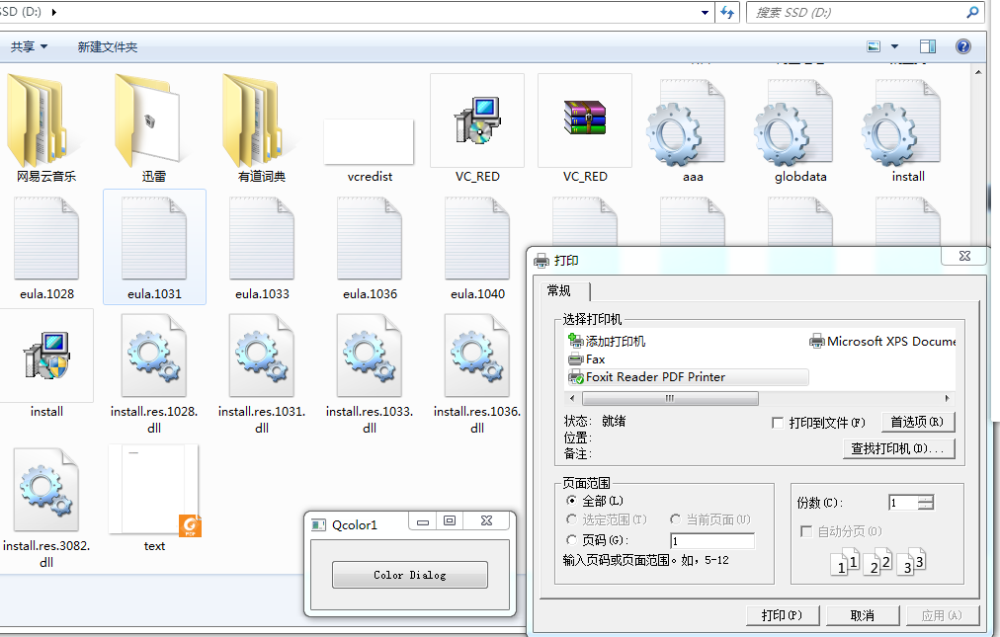 SSD (D:)
搜索 SSD (D:)
共享
新建文件夹
网易云音乐
迅雷
有道词典
vcredist
VC_RED
VC_RED
aaa
globdata
install
eula.1028
eula.1031
eula.1033
eula.1036
eula.1040
install
install.res.1028.
dll
install.res.1031.
dll
install.res.1033.
dll
install.res.1036.
dll
install.res.3082.
dll
PDF
text
Qcolor1
Color Dialog
打印
常规
选择打印机
添加打印机
Microsoft XPS Docume
Fax
Foxit Reader PDF Printer
状态: 就绪
打印到文件(F)
首选项(R)
位置:
备注:
查找打印机(D)...
页面范围
全部(L)
选定范围(T)
当前页面(U)
页码(G):
1
输入页码或页面范围。如，5-12
份数(C):
1
自动分页(O)
1 1 2 2 3 3
打印(P)
取消
应用(A)